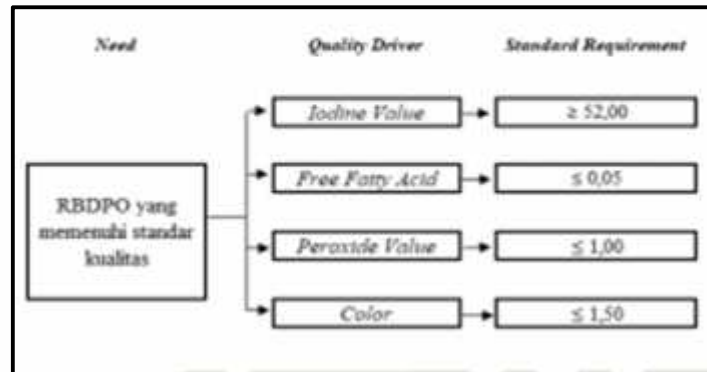 Need Quality Driver Standard Requirement
Iodine Value ≥ 52,00
Free Fatty Acid ≤ 0,05
RBDPO yang
memenuhi standar
kualitas
Peroxide Value ≤ 1,00
Color ≤ 1,50